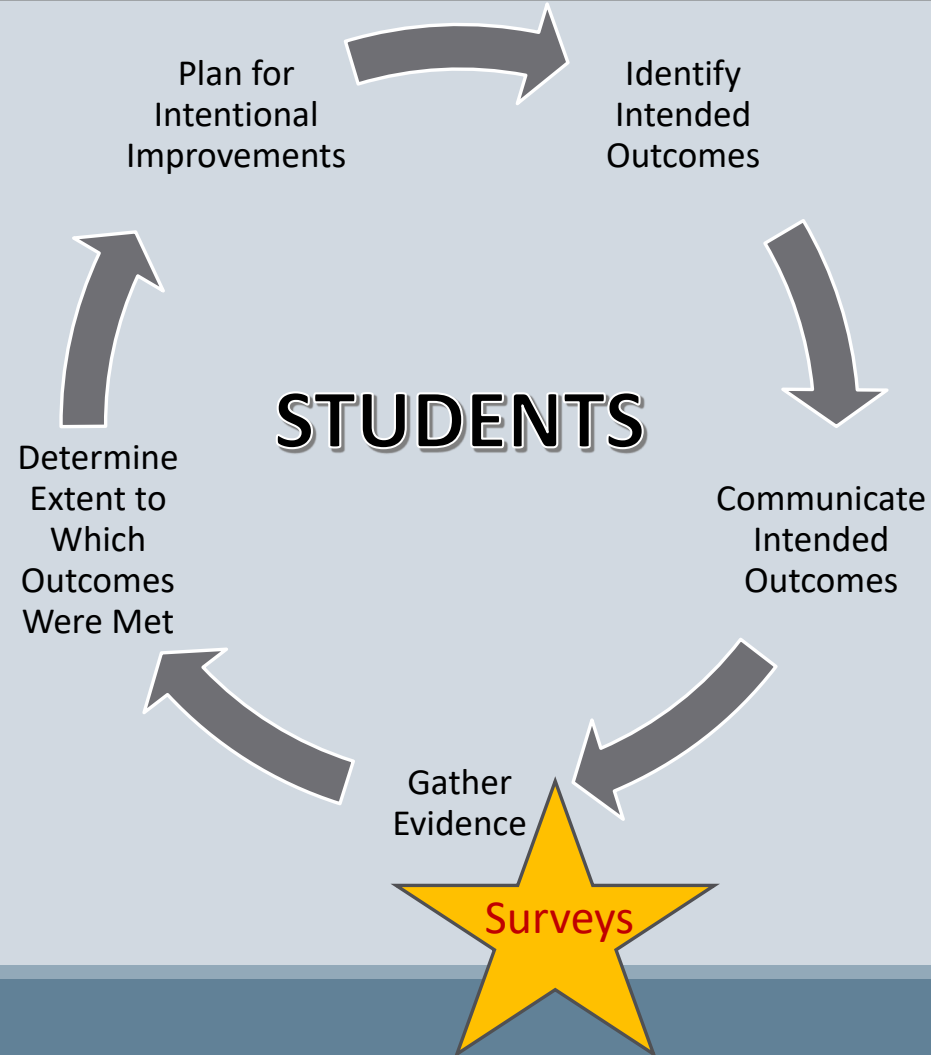 Plan for
Intentional
Improvements
Identify
Intended
Outcomes
STUDENTS
Determine
Extent to
Which
Outcomes
Were Met
Communicate
Intended
Outcomes
Gather
Evidence
Surveys